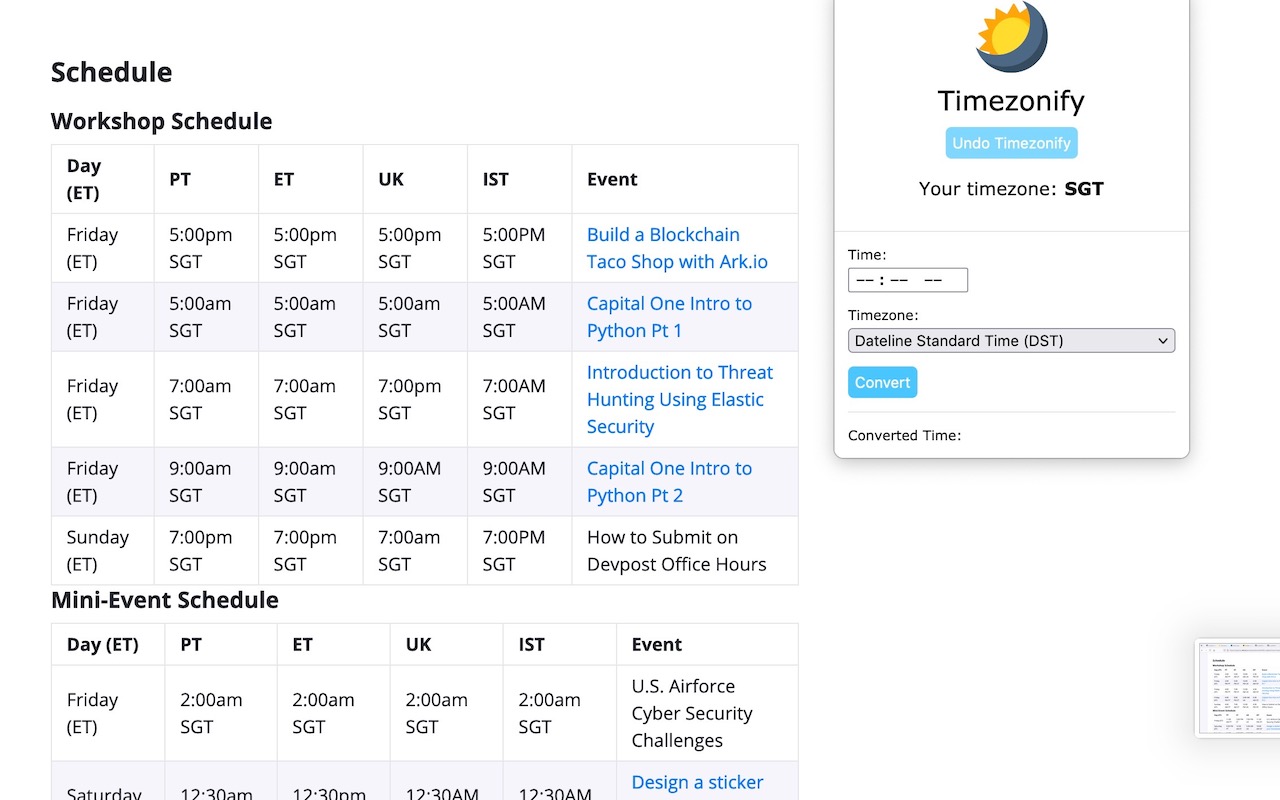 Schedule
Workshop Schedule
Day (ET) PT ET UK IST Event
Friday (ET) 5:00pm SGT 5:00pm SGT 5:00pm SGT 5:00PM SGT Build a Blockchain Taco Shop with Ark.io
Friday (ET) 5:00am SGT 5:00am SGT 5:00am SGT 5:00AM SGT Capital One Intro to Python Pt 1
Friday (ET) 7:00am SGT 7:00am SGT 7:00pm SGT 7:00AM SGT Introduction to Threat Hunting Using Elastic Security
Friday (ET) 9:00am SGT 9:00am SGT 9:00AM SGT 9:00AM SGT Capital One Intro to Python Pt 2
Sunday (ET) 7:00pm SGT 7:00pm SGT 7:00am SGT 7:00PM SGT How to Submit on Devpost Office Hours
Mini-Event Schedule
Day (ET) PT ET UK IST Event
Friday (ET) 2:00am SGT 2:00am SGT 2:00am SGT 2:00am SGT U.S. Airforce Cyber Security Challenges
Saturday 12:30am 12:30pm 12:30AM 12:30AM Design a sticker
Timezonify
Undo Timezonify
Your timezone: SGT
Time:
-- : -- --
Timezone:
Dateline Standard Time (DST)
Convert
Converted Time: